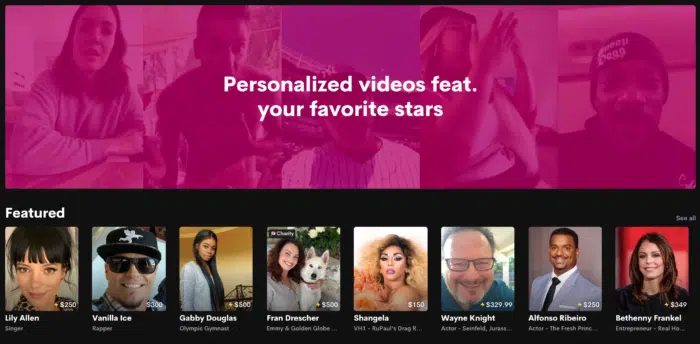 Personalized videos feat.
your favorite stars
Featured
See all
Charity
$250
$300
$500
$500
$150
$329.99
$250
$349
Lily Allen
Vanilla Ice
Gabby Douglas
Fran Drescher
Shangela
Wayne Knight
Alfonso Ribeiro
Bethenny Frankel
Singer
Rapper
Olympic Gymnast
Emmy & Golden Globe ...
VH1 - RuPaul's Drag R...
Actor - Seinfeld, Jurass...
Actor - The Fresh Princ...
Entrepreneur - Real Ho...